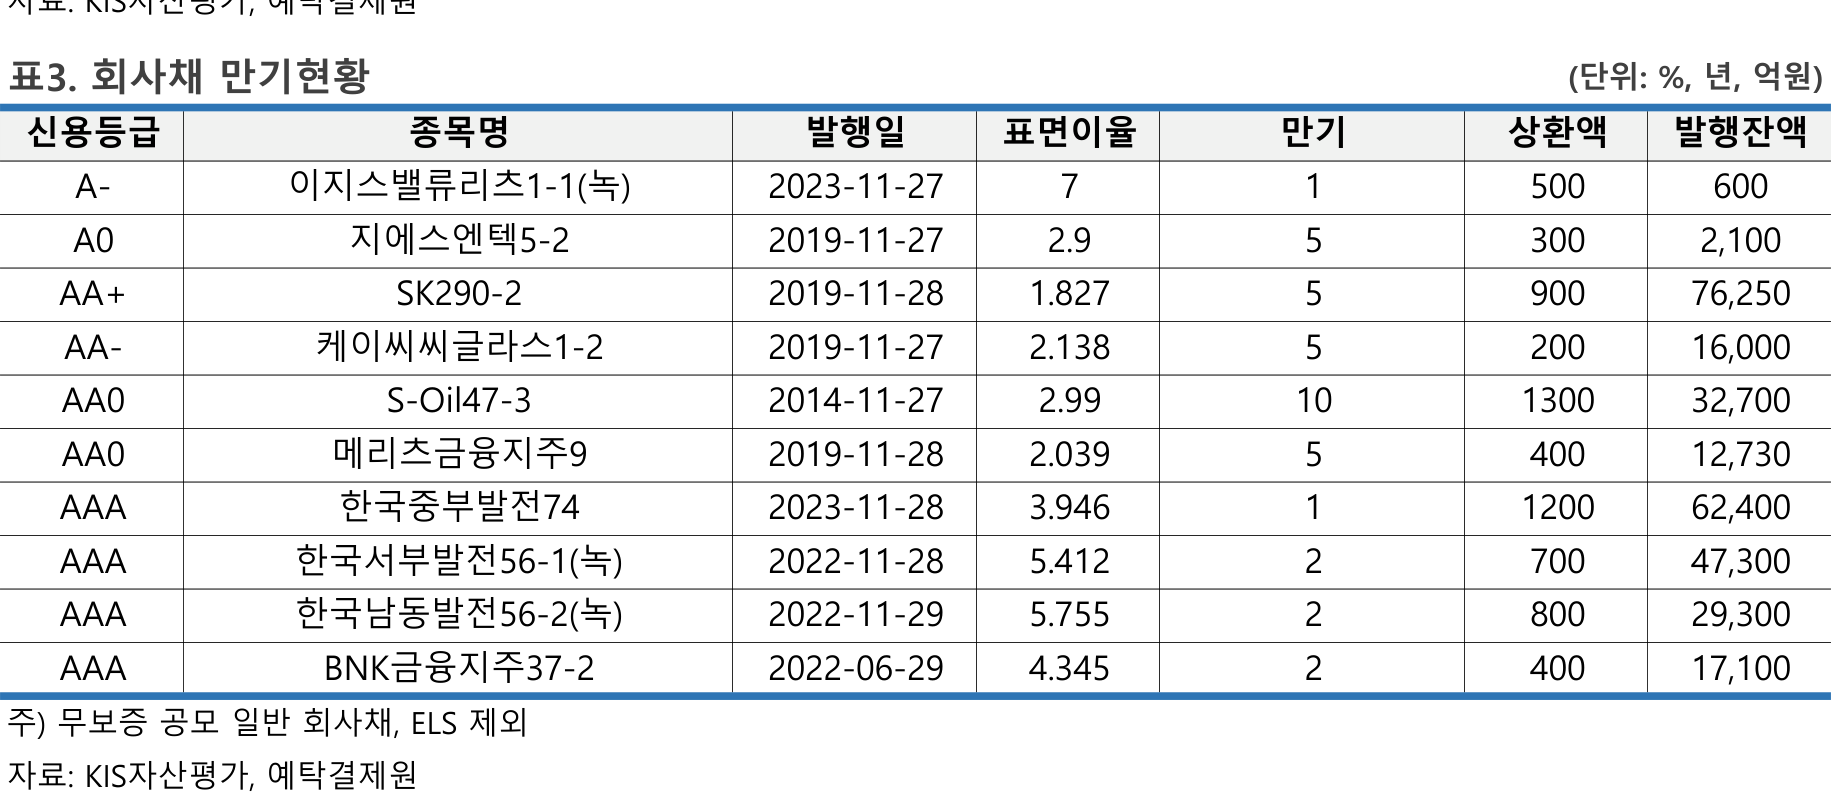 자료: KIS자산평가, 예탁결제원
표3. 회사채 만기현황 (단위: %, 년, 억원)
신용등급 종목명 발행일 표면이율 만기 상환액 발행잔액
A- 이지스밸류리츠1-1(녹) 2023-11-27 7 1 500 600
A0 지에스엔텍5-2 2019-11-27 2.9 5 300 2,100
AA+ SK290-2 2019-11-28 1.827 5 900 76,250
AA- 케이씨씨글라스1-2 2019-11-27 2.138 5 200 16,000
AA0 S-Oil47-3 2014-11-27 2.99 10 1300 32,700
AA0 메리츠금융지주9 2019-11-28 2.039 5 400 12,730
AAA 한국중부발전74 2023-11-28 3.946 1 1200 62,400
AAA 한국서부발전56-1(녹) 2022-11-28 5.412 2 700 47,300
AAA 한국남동발전56-2(녹) 2022-11-29 5.755 2 800 29,300
AAA BNK금융지주37-2 2022-06-29 4.345 2 400 17,100
주) 무보증 공모 일반 회사채, ELS 제외
자료: KIS자산평가, 예탁결제원